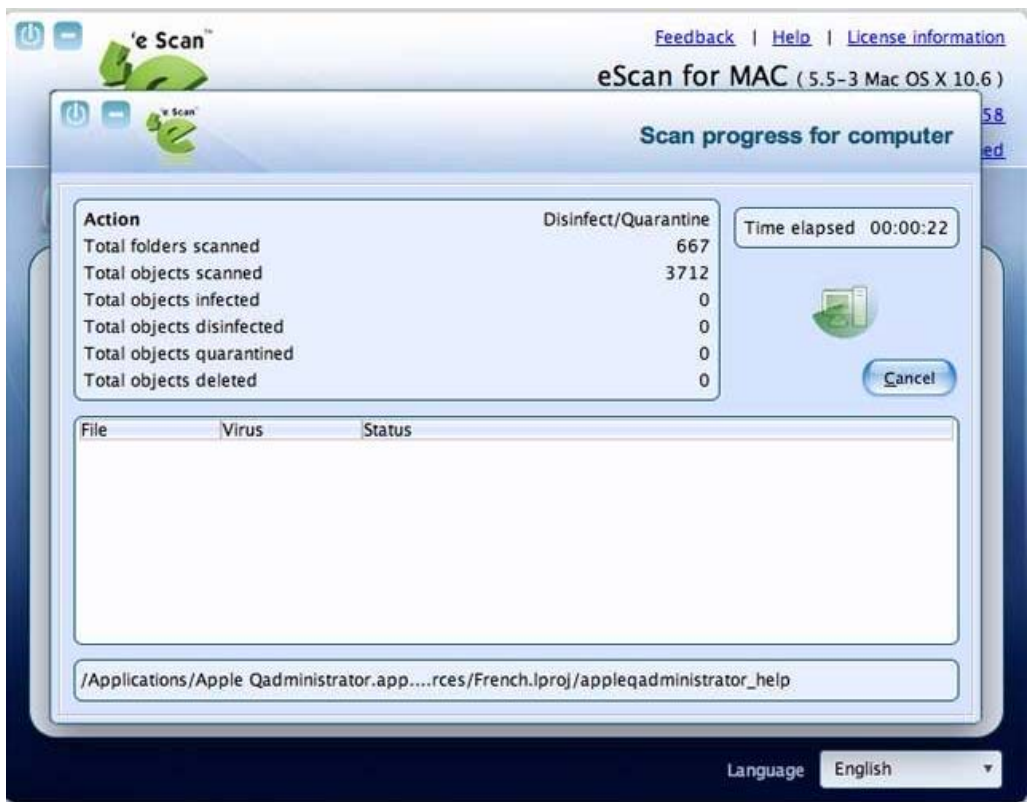 'e Scan™
Feedback | Help | License information
eScan for MAC ( 5.5-3 Mac OS X 10.6 )
58
ed
'e Scan
Scan progress for computer
Action Disinfect/Quarantine
Total folders scanned 667
Total objects scanned 3712
Total objects infected 0
Total objects disinfected 0
Total objects quarantined 0
Total objects deleted 0
Time elapsed 00:00:22
Cancel
File Virus Status
/Applications/Apple Qadministrator.app....rces/French.lproj/appleqadministrator_help
Language English